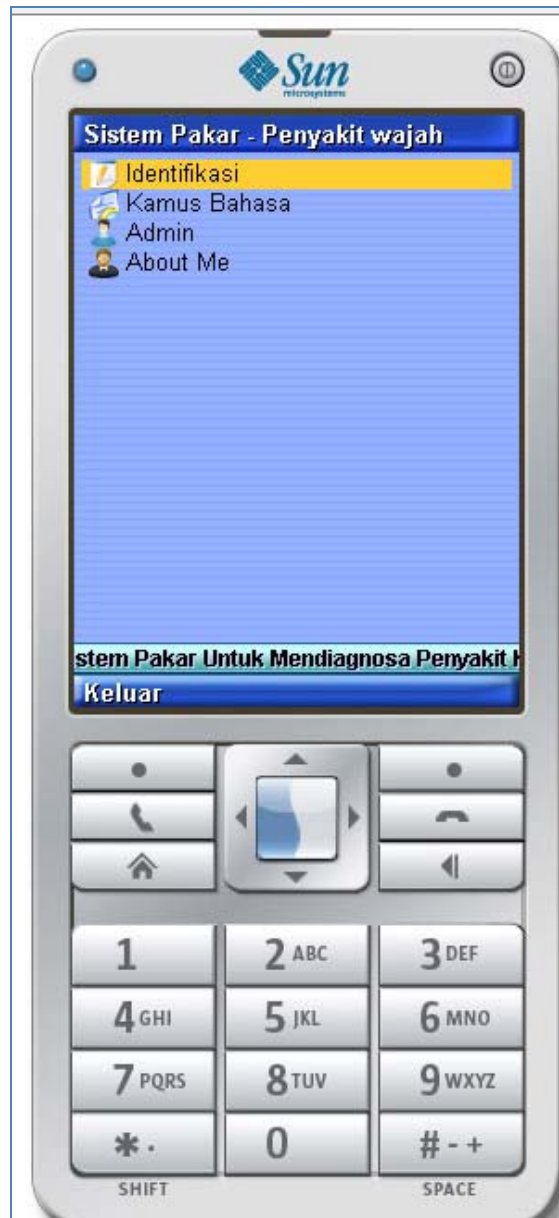 Sun
microsystems
Sistem Pakar - Penyakit wajah
Identifikasi
Kamus Bahasa
Admin
About Me
stem Pakar Untuk Mendiagnosa Penyakit
Keluar
1 2 ABC 3 DEF
4 GHI 5 JKL 6 MNO
7 PQRS 8 TUV 9 WXYZ
* . 0 # - +
SHIFT SPACE